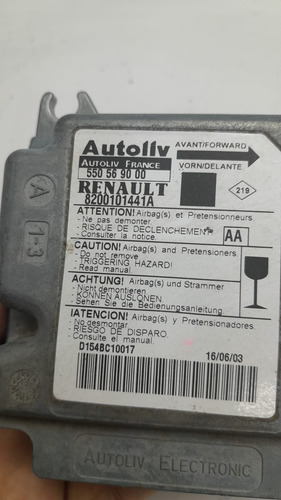 Autoliv
AVANT/FORWARD
AUTOLIV FRANCE
VORN/DELANTE
550 56 90 00
RENAULT
219
8200101441A
ATTENTION! Airbag(s) et Pretensionneurs
- Ne pas demonter.
- RISQUE DE DECLENCHEMENT
- Consulter la notice.
AA
CAUTION! Airbag(s) and Pretensioners
- Do not remove
- TRIGGERING HAZARD!
- Read manual.
ACHTUNG! Airbag(s) und Strammer
- Nicht demontieren
- KONNEN AUSLONEN.
- Sehen Sie die Bedienungsanleitung
¡ATENCION! Airbag(s) y Pretensionadores.
- No desmontar
- RIESGO DE DISPARO.
- Consulte el manual.
D154BC10017
16/06/03
A
1-3
AUTOLIV ELECTRONIC